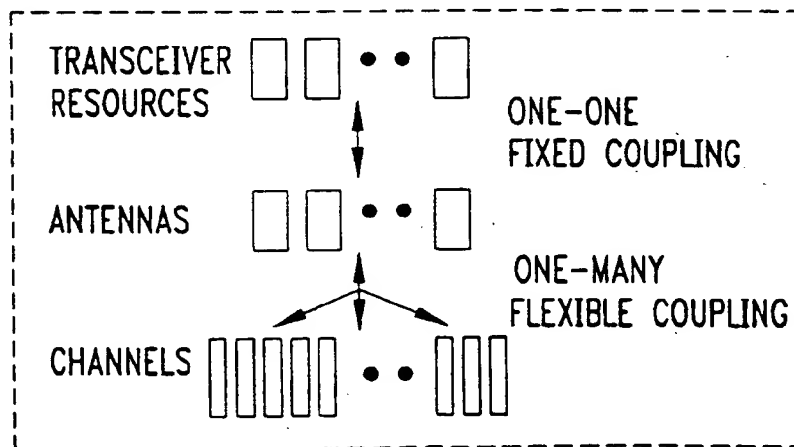 TRANSCEIVER
RESOURCES
ONE-ONE
FIXED COUPLING
ANTENNAS
ONE-MANY
FLEXIBLE COUPLING
CHANNELS